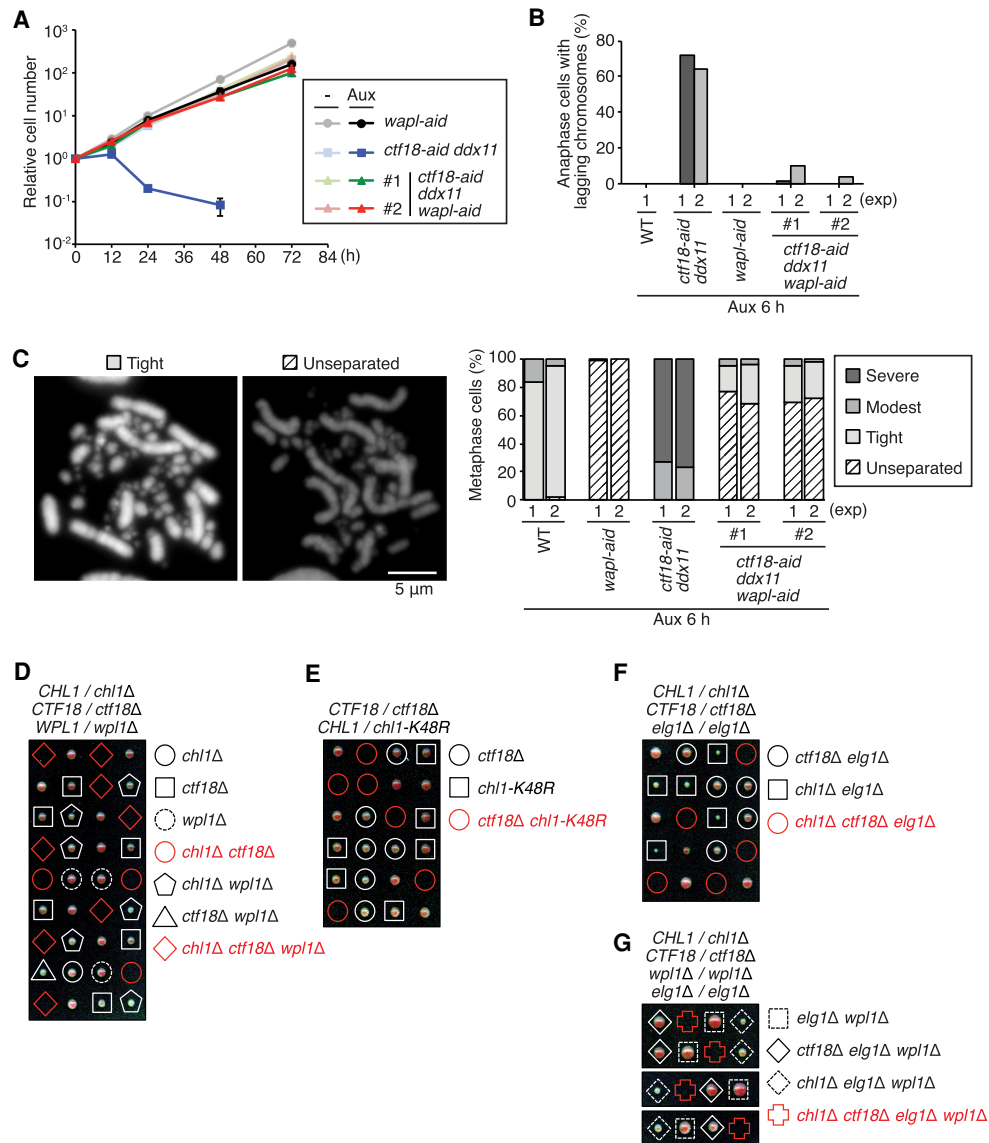 A
Relative cell number
10³
10²
10¹
10⁰
10⁻¹
10⁻²
0 12 24 36 48 60 72 84 (h)
- Aux
wapl-aid
ctf18-aid ddx11
#1 ctf18-aid
ddx11
#2 wapl-aid
B
Anaphase cells with
lagging chromosomes (%)
80
60
40
20
0
1 1 2 1 2 1 2 1 2 (exp)
WT
ctf18-aid
ddx11
wapl-aid
#1 #2
ctf18-aid
ddx11
wapl-aid
Aux 6 h
C
Tight
Unseparated
5 µm
Metaphase cells (%)
100
80
60
40
20
0
Severe
Modest
Tight
Unseparated
1 2 1 2 1 2 1 2 1 2 (exp)
WT
wapl-aid
ctf18-aid
ddx11
#1 #2
ctf18-aid
ddx11
wapl-aid
Aux 6 h
D
CHL1 / chl1Δ
CTF18 / ctf18Δ
WPL1 / wpl1Δ
chl1Δ
ctf18Δ
wpl1Δ
chl1Δ ctf18Δ
chl1Δ wpl1Δ
ctf18Δ wpl1Δ
chl1Δ ctf18Δ wpl1Δ
E
CTF18 / ctf18Δ
CHL1 / chl1-K48R
ctf18Δ
chl1-K48R
ctf18Δ chl1-K48R
F
CHL1 / chl1Δ
CTF18 / ctf18Δ
elg1Δ / elg1Δ
ctf18Δ elg1Δ
chl1Δ elg1Δ
chl1Δ ctf18Δ elg1Δ
G
CHL1 / chl1Δ
CTF18 / ctf18Δ
wpl1Δ / wpl1Δ
elg1Δ / elg1Δ
elg1Δ wpl1Δ
ctf18Δ elg1Δ wpl1Δ
chl1Δ elg1Δ wpl1Δ
chl1Δ ctf18Δ elg1Δ wpl1Δ